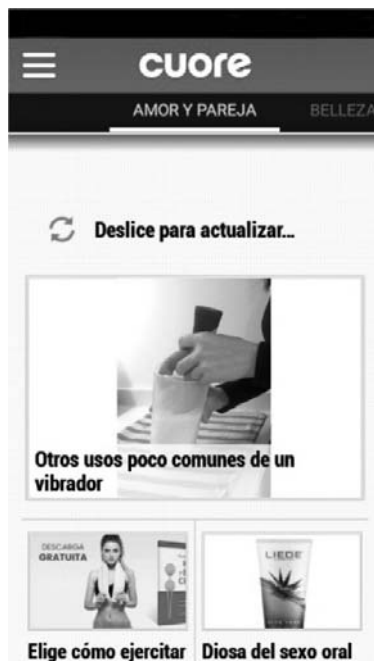 cuore
AMOR Y PAREJA BELLEZA
Deslice para actualizar...
Otros usos poco comunes de un
vibrador
DESCARGA
GRATUITA
LIEDE
Elige cómo ejercitar
Diosa del sexo oral